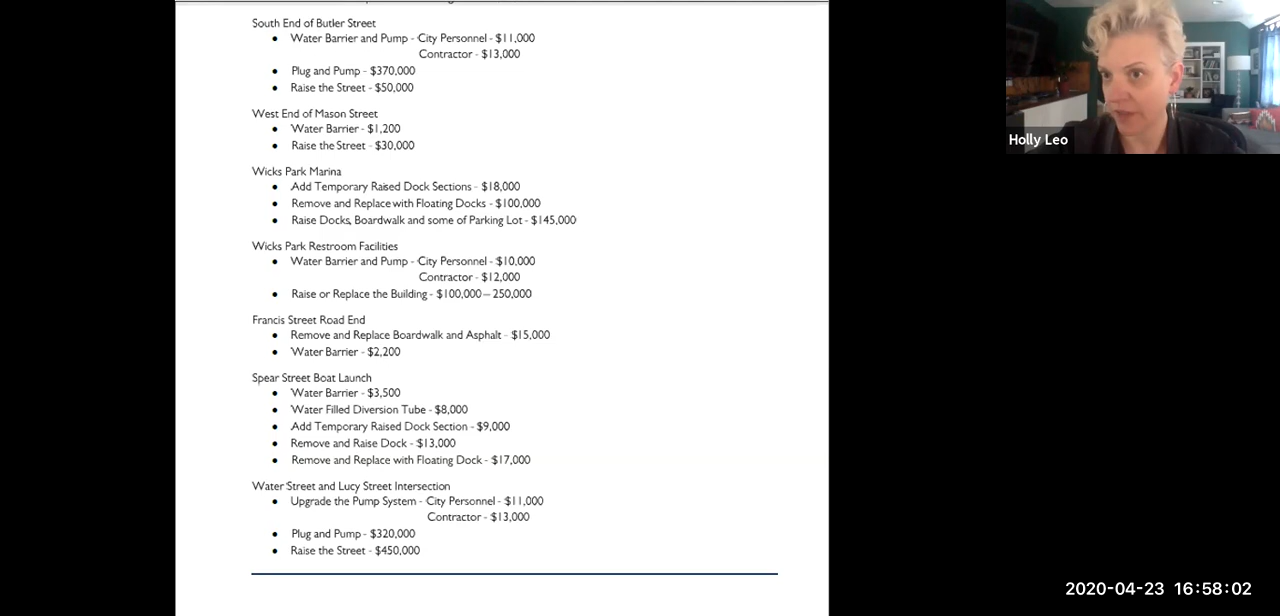 South End of Butler Street
• Water Barrier and Pump - City Personnel - $11,000
Contractor - $13,000
• Plug and Pump - $370,000
• Raise the Street - $50,000
West End of Mason Street
• Water Barrier - $1,200
• Raise the Street - $30,000
Wicks Park Marina
• Add Temporary Raised Dock Sections - $18,000
• Remove and Replace with Floating Docks - $100,000
• Raise Docks, Boardwalk and some of Parking Lot - $145,000
Wicks Park Restroom Facilities
• Water Barrier and Pump - City Personnel - $10,000
Contractor - $12,000
• Raise or Replace the Building - $100,000 – 250,000
Francis Street Road End
• Remove and Replace Boardwalk and Asphalt - $15,000
• Water Barrier - $2,200
Spear Street Boat Launch
• Water Barrier - $3,500
• Water Filled Diversion Tube - $8,000
• Add Temporary Raised Dock Section - $9,000
• Remove and Raise Dock - $13,000
• Remove and Replace with Floating Dock - $17,000
Water Street and Lucy Street Intersection
• Upgrade the Pump System - City Personnel - $11,000
Contractor - $13,000
• Plug and Pump - $320,000
• Raise the Street - $450,000
Holly Leo
2020-04-23 16:58:02